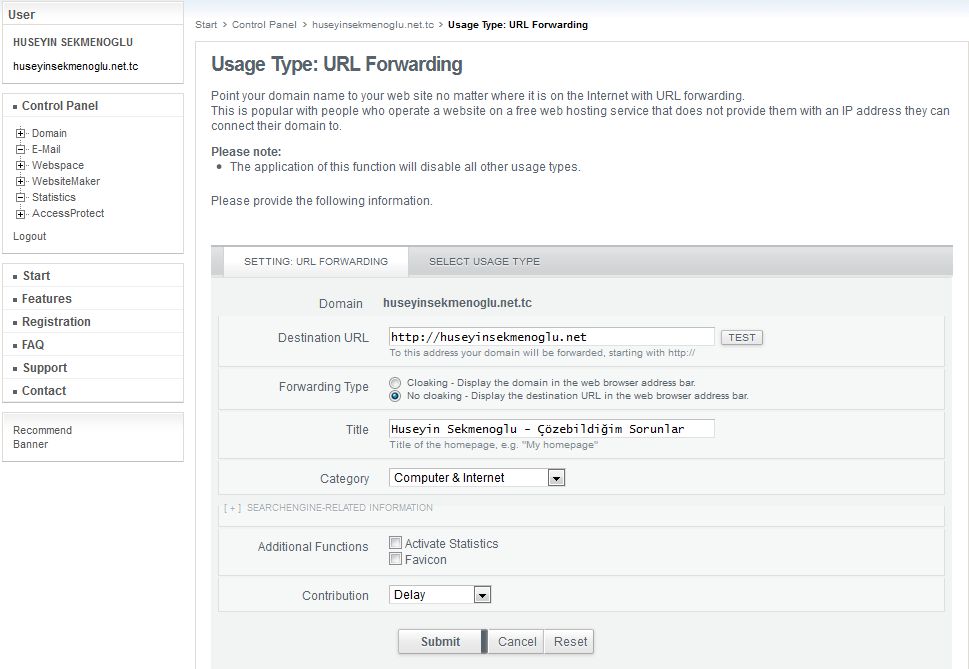 User
HUSEYIN SEKMENOGLU
huseyinsekmenoglu.net.tc
Control Panel
Domain
E-Mail
Webspace
WebsiteMaker
Statistics
AccessProtect
Logout
Start
Features
Registration
FAQ
Support
Contact
Recommend
Banner
Start > Control Panel > huseyinsekmenoglu.net.tc > Usage Type: URL Forwarding
Usage Type: URL Forwarding
Point your domain name to your web site no matter where it is on the Internet with URL forwarding.
This is popular with people who operate a website on a free web hosting service that does not provide them with an IP address they can
connect their domain to.
Please note:
• The application of this function will disable all other usage types.
Please provide the following information.
SETTING: URL FORWARDING SELECT USAGE TYPE
Domain huseyinsekmenoglu.net.tc
Destination URL http://huseyinsekmenoglu.net TEST
To this address your domain will be forwarded, starting with http://
Forwarding Type Cloaking - Display the domain in the web browser address bar.
No cloaking - Display the destination URL in the web browser address bar.
Title Huseyin Sekmenoglu - Çözebildiğim Sorunlar
Title of the homepage, e.g. "My homepage"
Category Computer & Internet
[ + ] SEARCHENGINE-RELATED INFORMATION
Additional Functions Activate Statistics
Favicon
Contribution Delay
Submit Cancel Reset